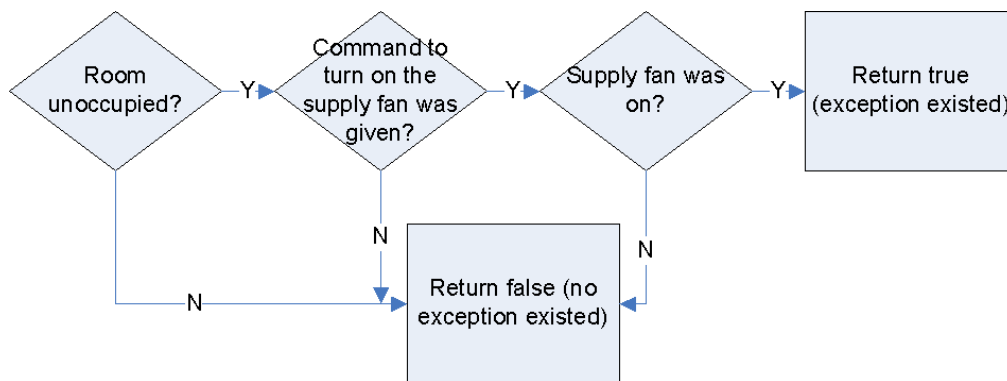 Room
unoccupied?
Y
Command to
turn on the
supply fan was
given?
Y
Supply fan was
on?
Y
Return true
(exception existed)
N
N
N
Return false (no
exception existed)